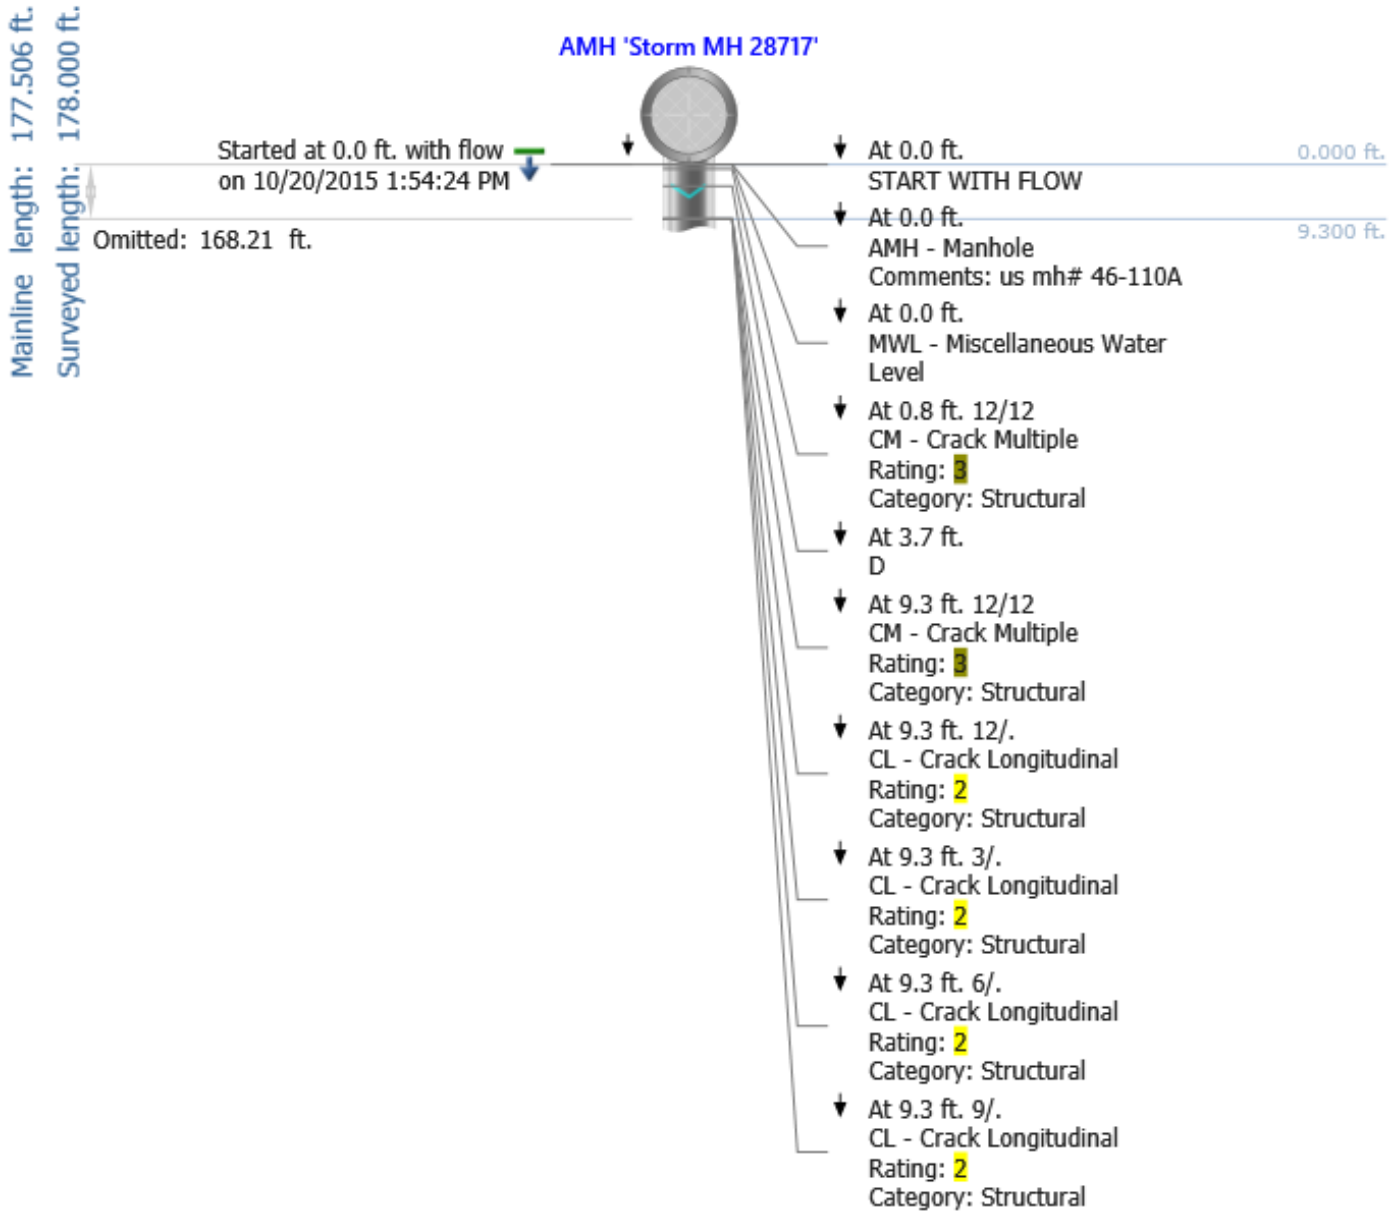 Mainline length: 177.506 ft.
Surveyed length: 178.000 ft.
AMH 'Storm MH 28717'
Started at 0.0 ft. with flow
on 10/20/2015 1:54:24 PM
Omitted: 168.21 ft.
0.000 ft.
9.300 ft.
At 0.0 ft.
START WITH FLOW
At 0.0 ft.
AMH - Manhole
Comments: us mh# 46-110A
At 0.0 ft.
MWL - Miscellaneous Water
Level
At 0.8 ft. 12/12
CM - Crack Multiple
Rating: 3
Category: Structural
At 3.7 ft.
D
At 9.3 ft. 12/12
CM - Crack Multiple
Rating: 3
Category: Structural
At 9.3 ft. 12/.
CL - Crack Longitudinal
Rating: 2
Category: Structural
At 9.3 ft. 3/.
CL - Crack Longitudinal
Rating: 2
Category: Structural
At 9.3 ft. 6/.
CL - Crack Longitudinal
Rating: 2
Category: Structural
At 9.3 ft. 9/.
CL - Crack Longitudinal
Rating: 2
Category: Structural